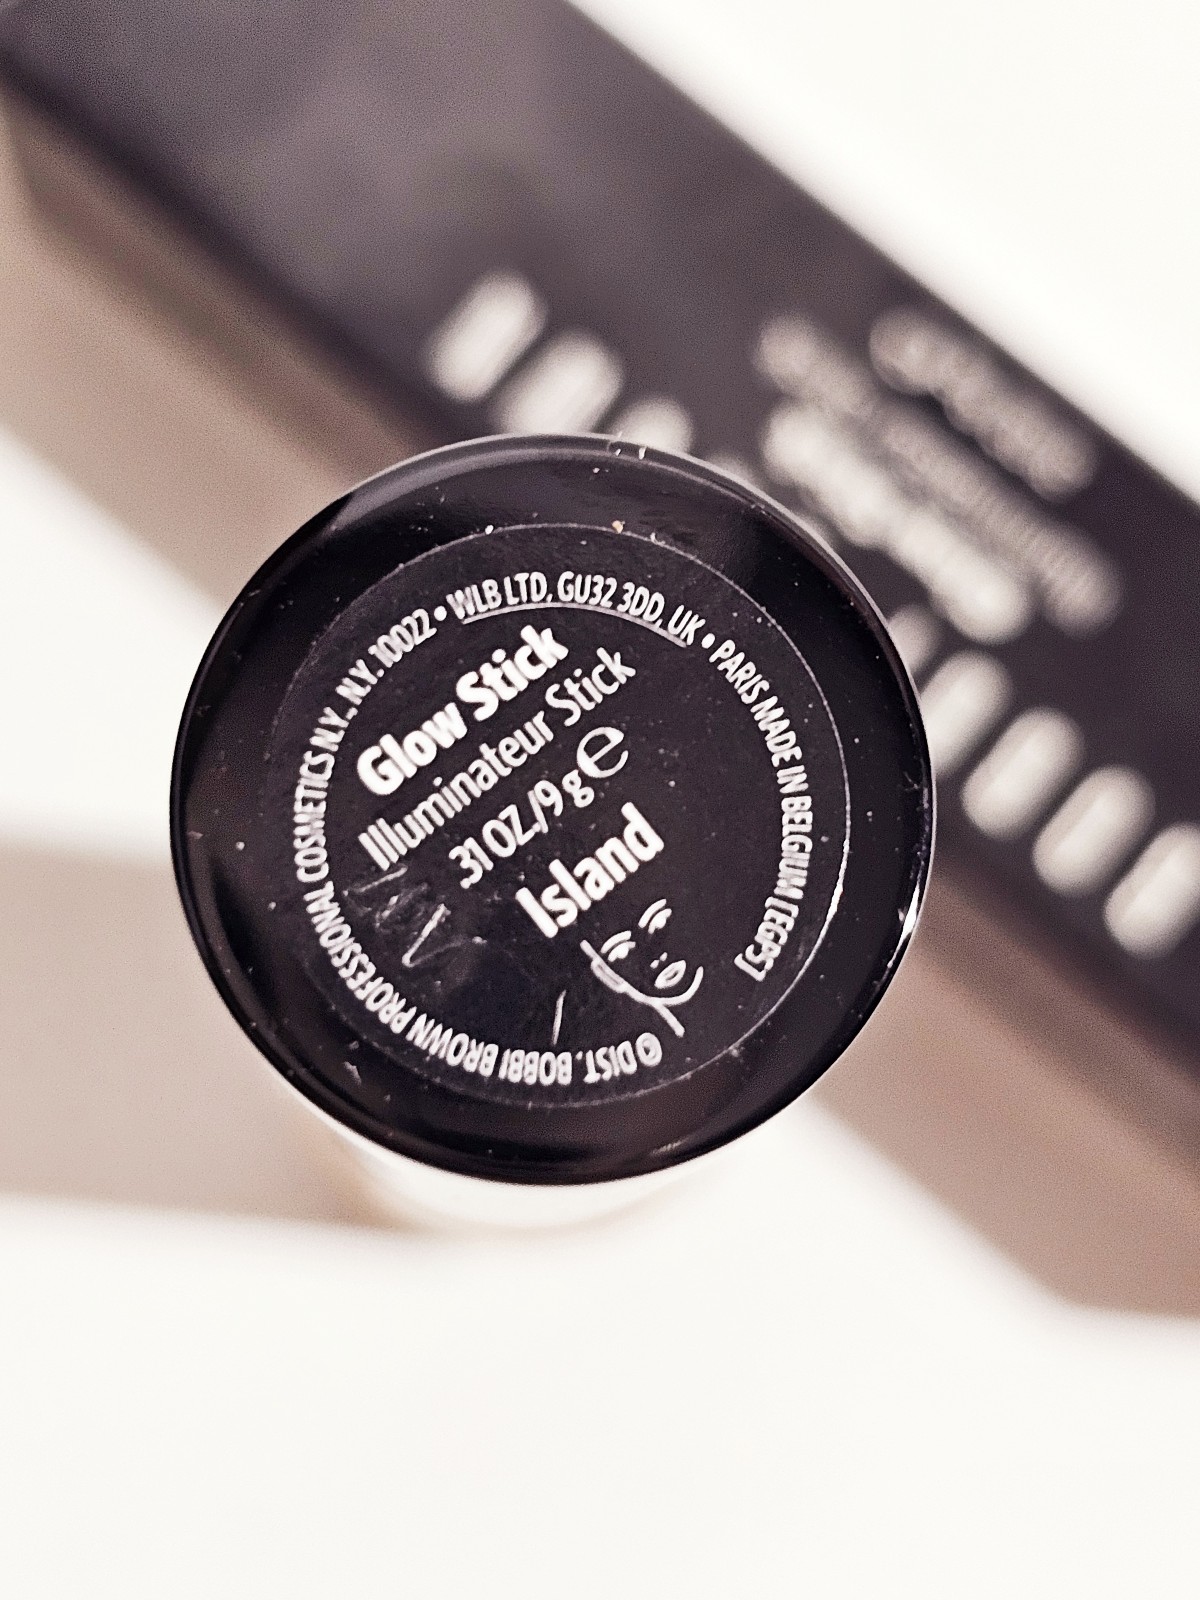 Glow Stick
Illuminateur Stick
.31 OZ./9 g ℮
Island
© DIST. BOBBI BROWN PROFESSIONAL COSMETICS N.Y., N.Y. 10022 • WLB LTD, GU32 3DD, UK • PARIS MADE IN BELGIUM [EGP5]